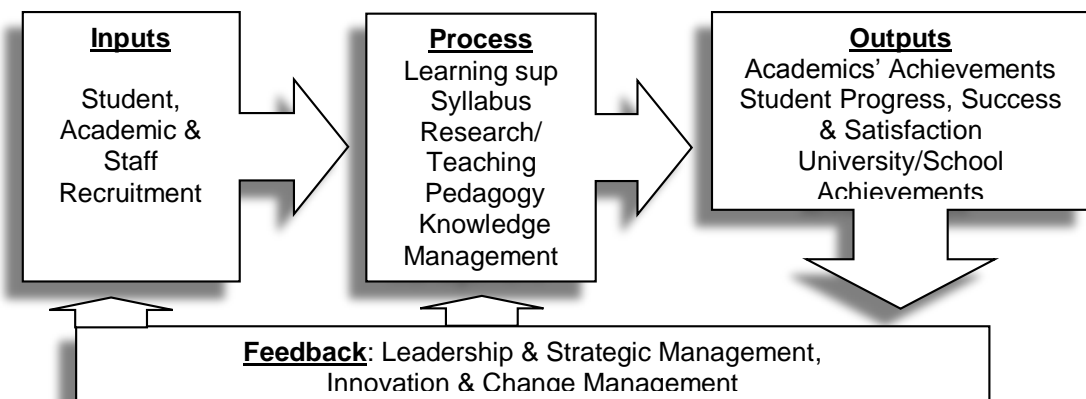 Inputs
Student,
Academic &
Staff
Recruitment
Process
Learning sup
Syllabus
Research/
Teaching
Pedagogy
Knowledge
Management
Outputs
Academics’ Achievements
Student Progress, Success
& Satisfaction
University/School
Achievements
Feedback: Leadership & Strategic Management,
Innovation & Change Management